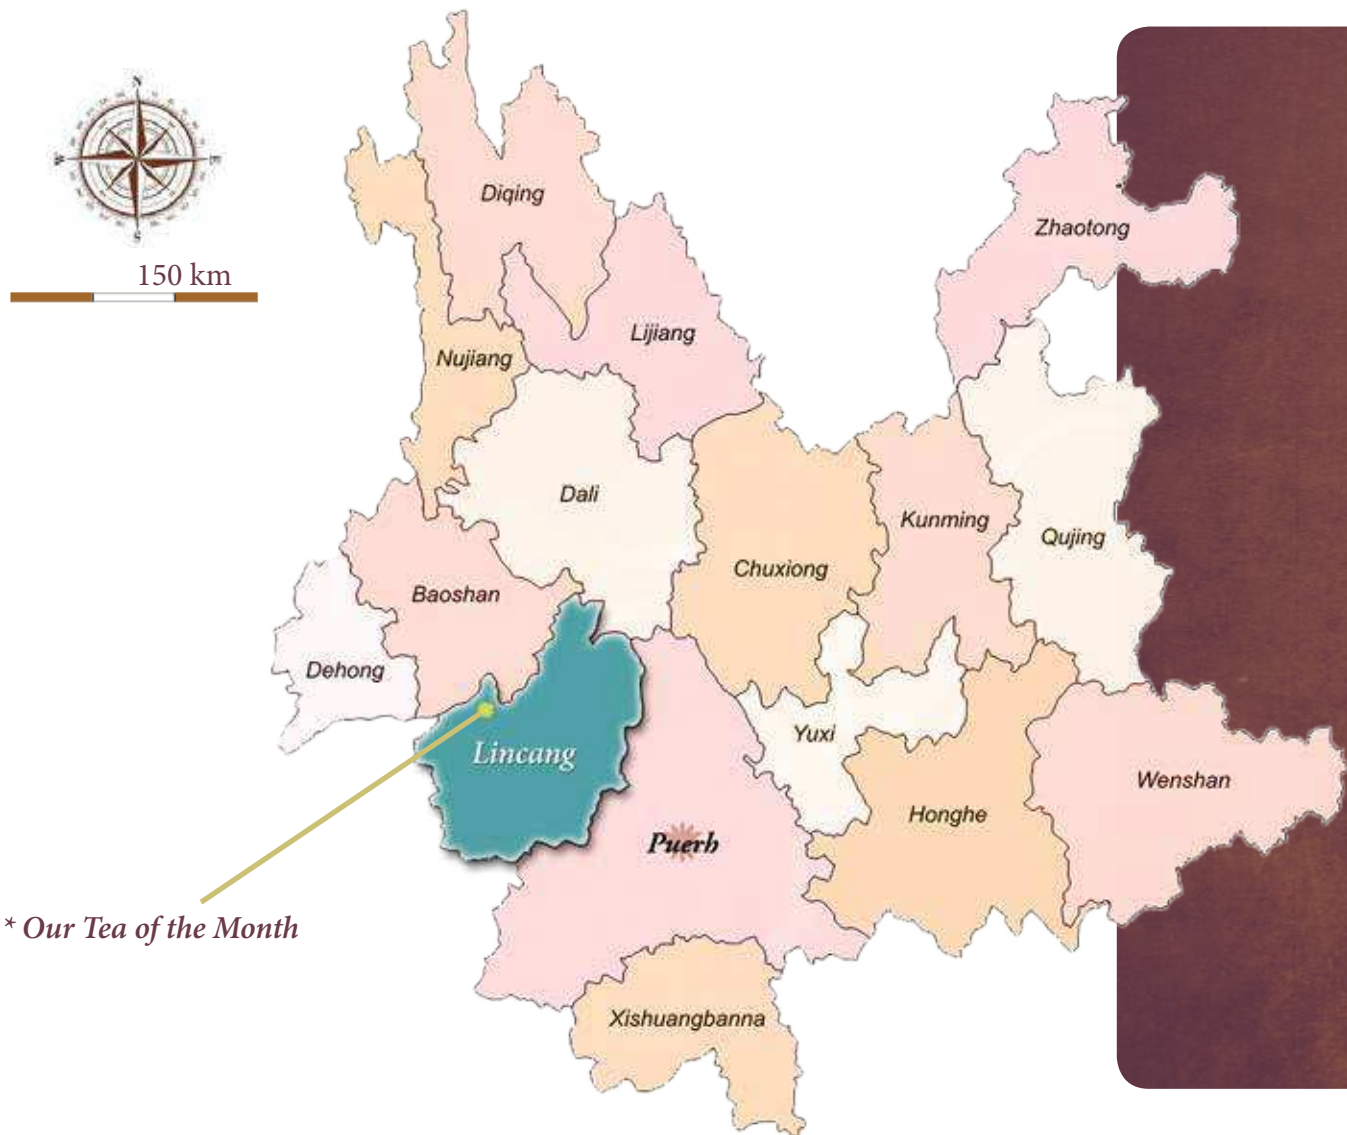 N
W
E
S
150 km
Diqing
Zhaotong
Lijiang
Nujiang
Dali
Kunming
Qujing
Chuxiong
Baoshan
Dehong
Yuxi
Lincang
Wenshan
Honghe
Puerh
* Our Tea of the Month
Xishuangbanna